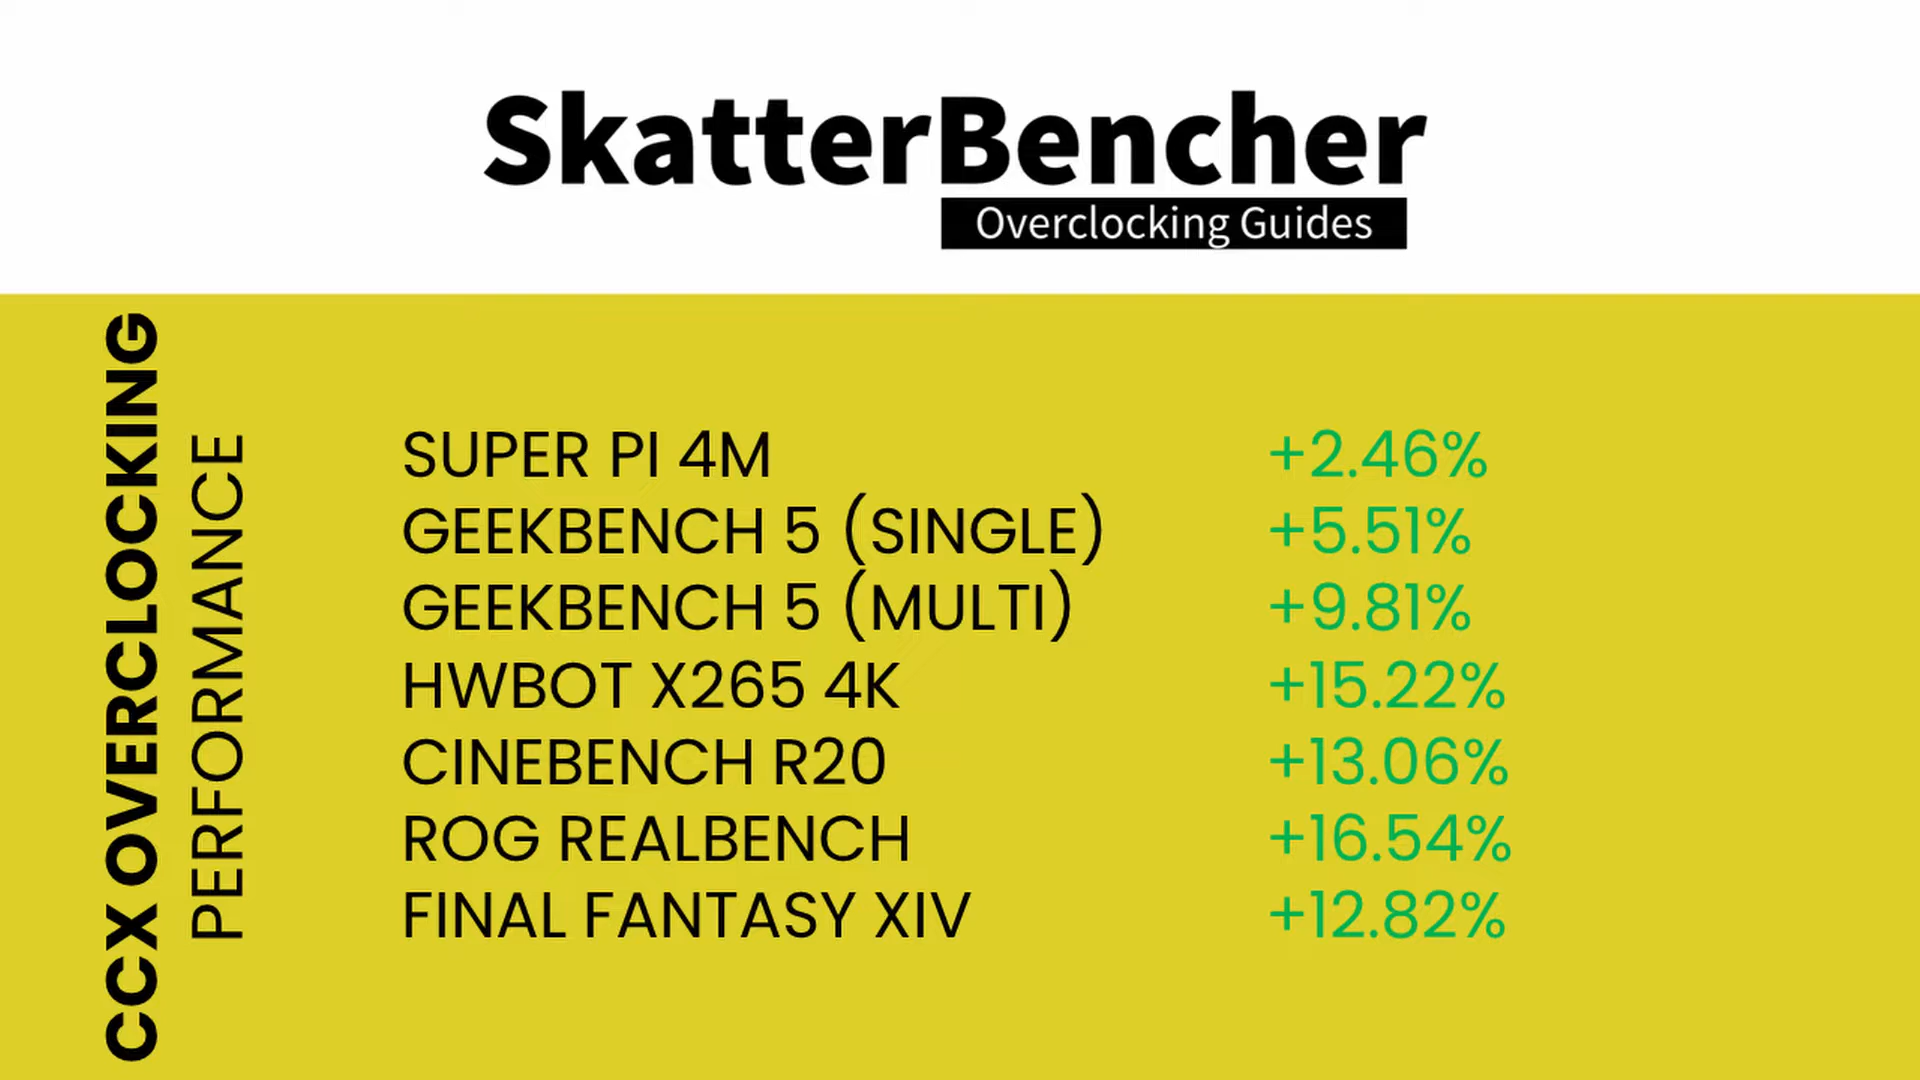 SkatterBencher
Overclocking Guides
CCX OVERCLOCKING
PERFORMANCE
SUPER PI 4M +2.46%
GEEKBENCH 5 (SINGLE) +5.51%
GEEKBENCH 5 (MULTI) +9.81%
HWBOT X265 4K +15.22%
CINEBENCH R20 +13.06%
ROG REALBENCH +16.54%
FINAL FANTASY XIV +12.82%